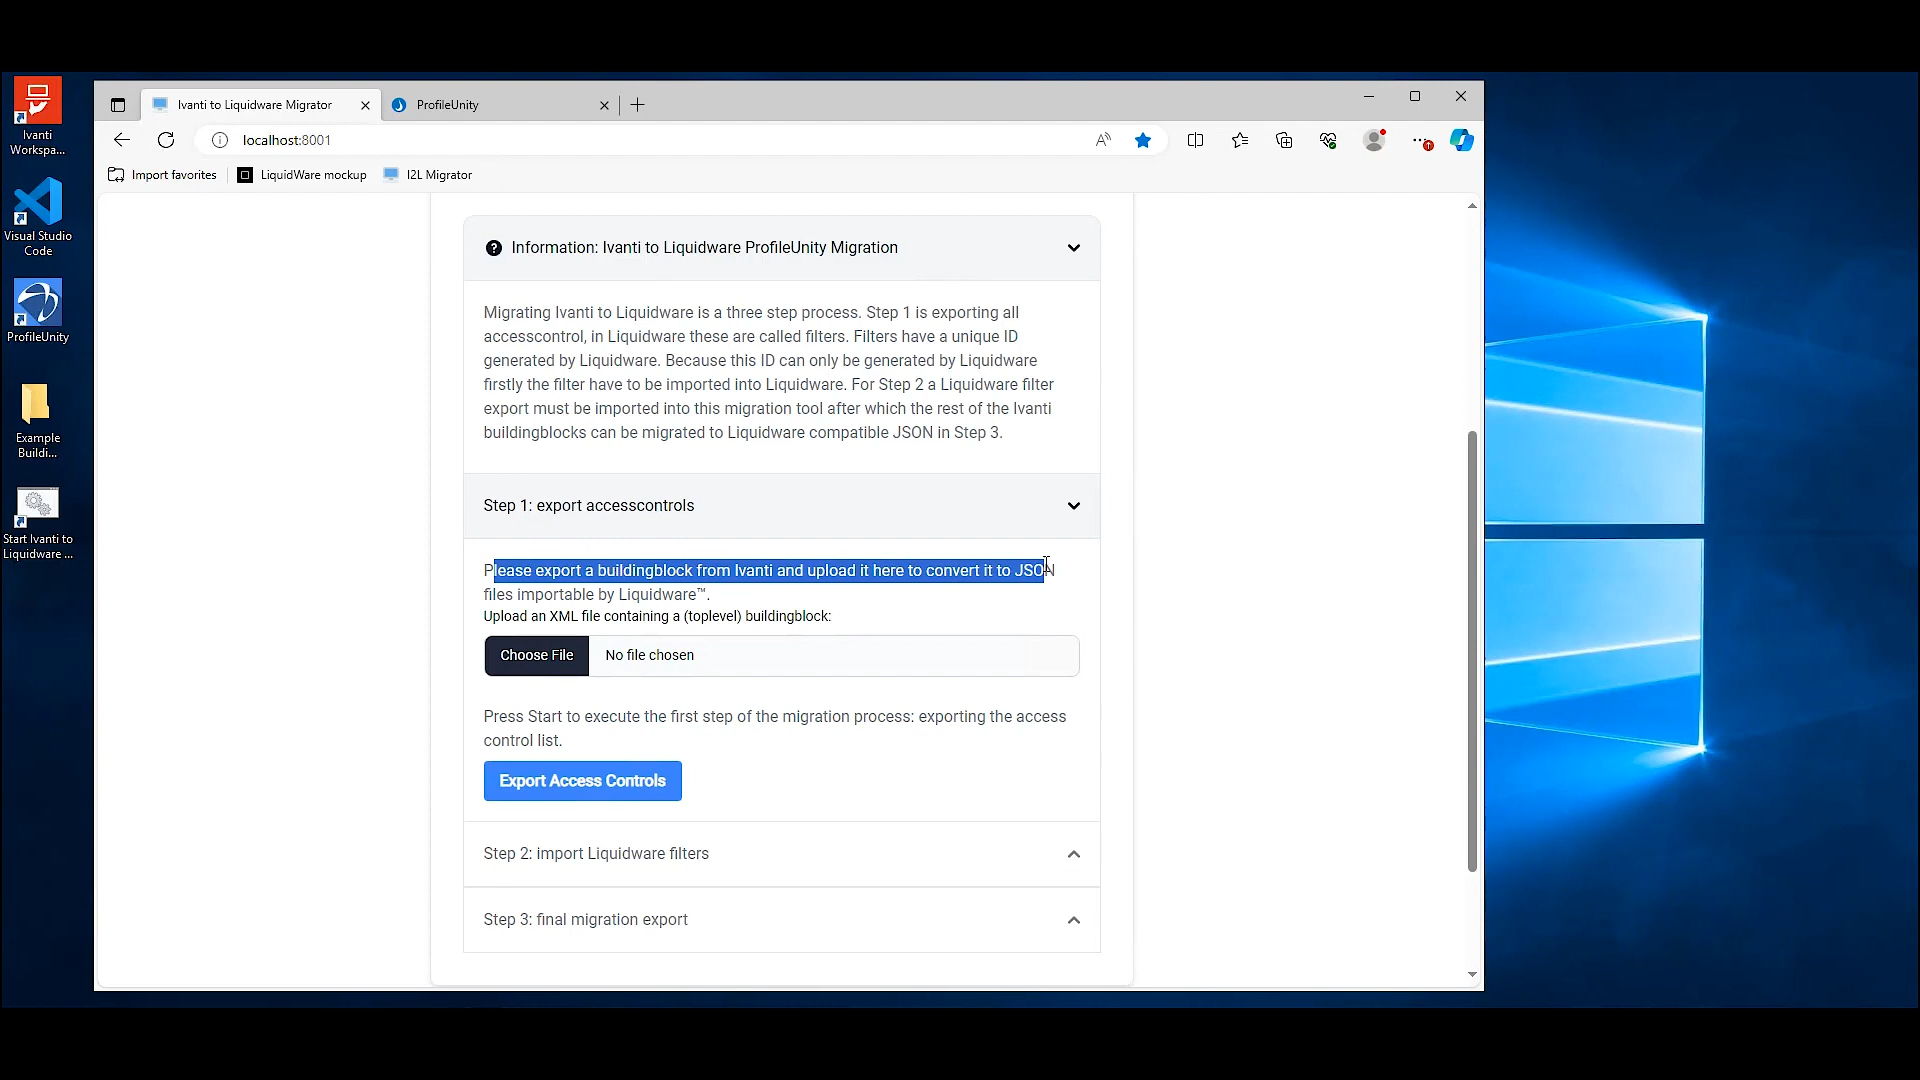 Ivanti to Liquidware Migrator
ProfileUnity
localhost:8001
Import favorites
LiquidWare mockup
I2L Migrator
Ivanti
Workspa...
Visual Studio
Code
ProfileUnity
Example
Buildi...
Start Ivanti to
Liquidware ...
Information: Ivanti to Liquidware ProfileUnity Migration
Migrating Ivanti to Liquidware is a three step process. Step 1 is exporting all
accesscontrol, in Liquidware these are called filters. Filters have a unique ID
generated by Liquidware. Because this ID can only be generated by Liquidware
firstly the filter have to be imported into Liquidware. For Step 2 a Liquidware filter
export must be imported into this migration tool after which the rest of the Ivanti
buildingblocks can be migrated to Liquidware compatible JSON in Step 3.
Step 1: export accesscontrols
Please export a buildingblock from Ivanti and upload it here to convert it to JSON
files importable by Liquidware™.
Upload an XML file containing a (toplevel) buildingblock:
Choose File
No file chosen
Press Start to execute the first step of the migration process: exporting the access
control list.
Export Access Controls
Step 2: import Liquidware filters
Step 3: final migration export